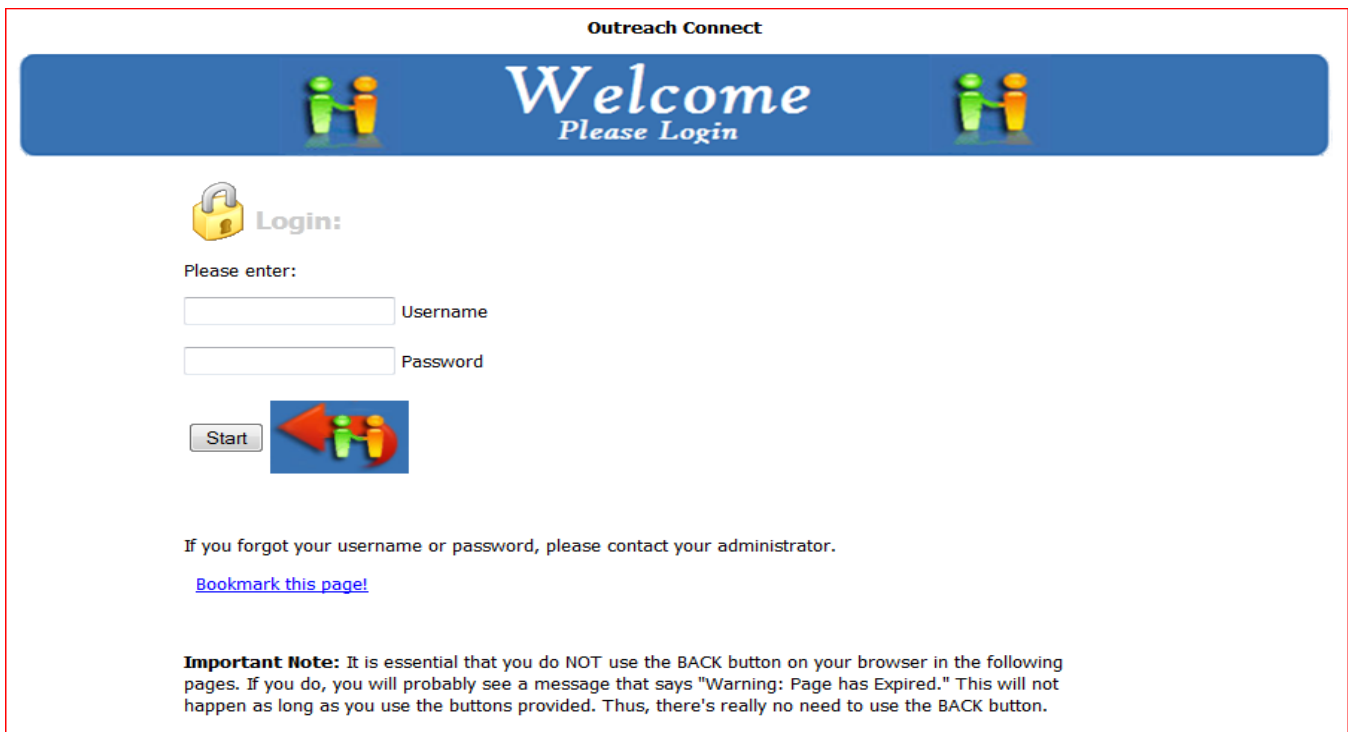 Outreach Connect
Welcome
Please Login
Login:
Please enter:
Username
Password
Start
If you forgot your username or password, please contact your administrator.
Bookmark this page!
Important Note: It is essential that you do NOT use the BACK button on your browser in the following
pages. If you do, you will probably see a message that says "Warning: Page has Expired." This will not
happen as long as you use the buttons provided. Thus, there's really no need to use the BACK button.